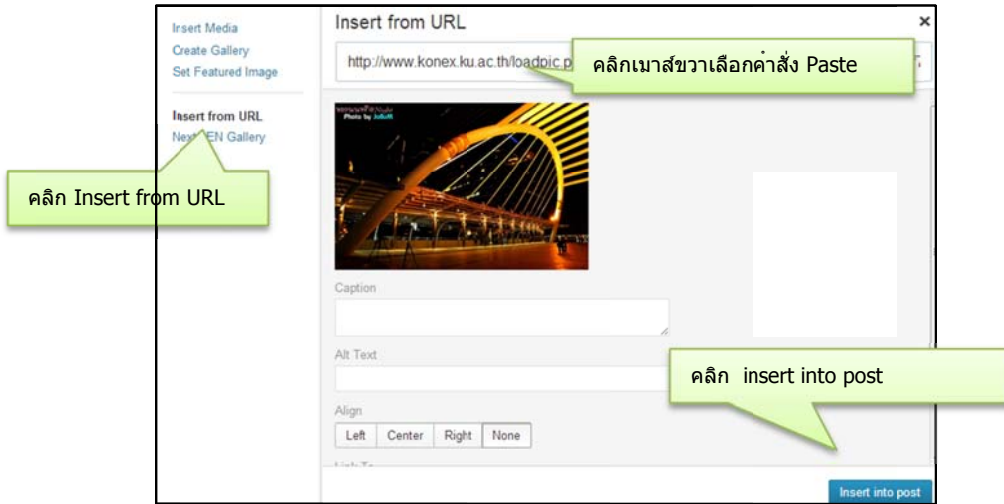 Insert Media
Create Gallery
Set Featured Image
Insert from URL
คลิก Insert from URL
Insert from URL
http://www.konex.ku.ac.th/loadpic.p
คลิกเมาส์ขวาเลือกคำสั่ง Paste
Photo by
Caption
Alt Text
คลิก insert into post
Align
Left Center Right None
Link To
Insert into post